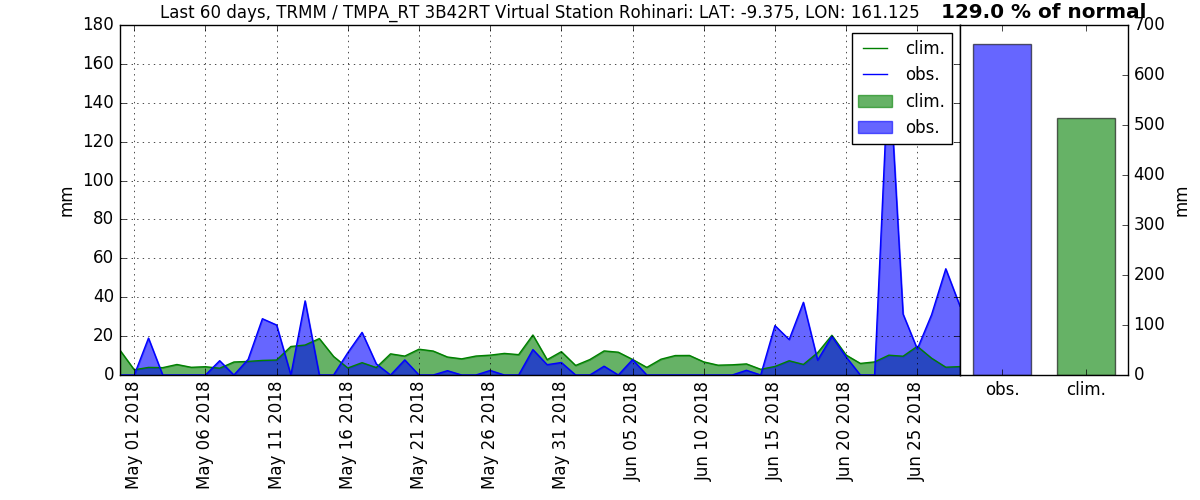 Last 60 days, TRMM / TMPA_RT 3B42RT Virtual Station Rohinari: LAT: -9.375, LON: 161.125
129.0 % of normal
180
160
140
120
100
80
60
40
20
0
mm
clim.
obs.
clim.
obs.
May 01 2018
May 06 2018
May 11 2018
May 16 2018
May 21 2018
May 26 2018
May 31 2018
Jun 05 2018
Jun 10 2018
Jun 15 2018
Jun 20 2018
Jun 25 2018
700
600
500
400
300
200
100
0
mm
obs.
clim.